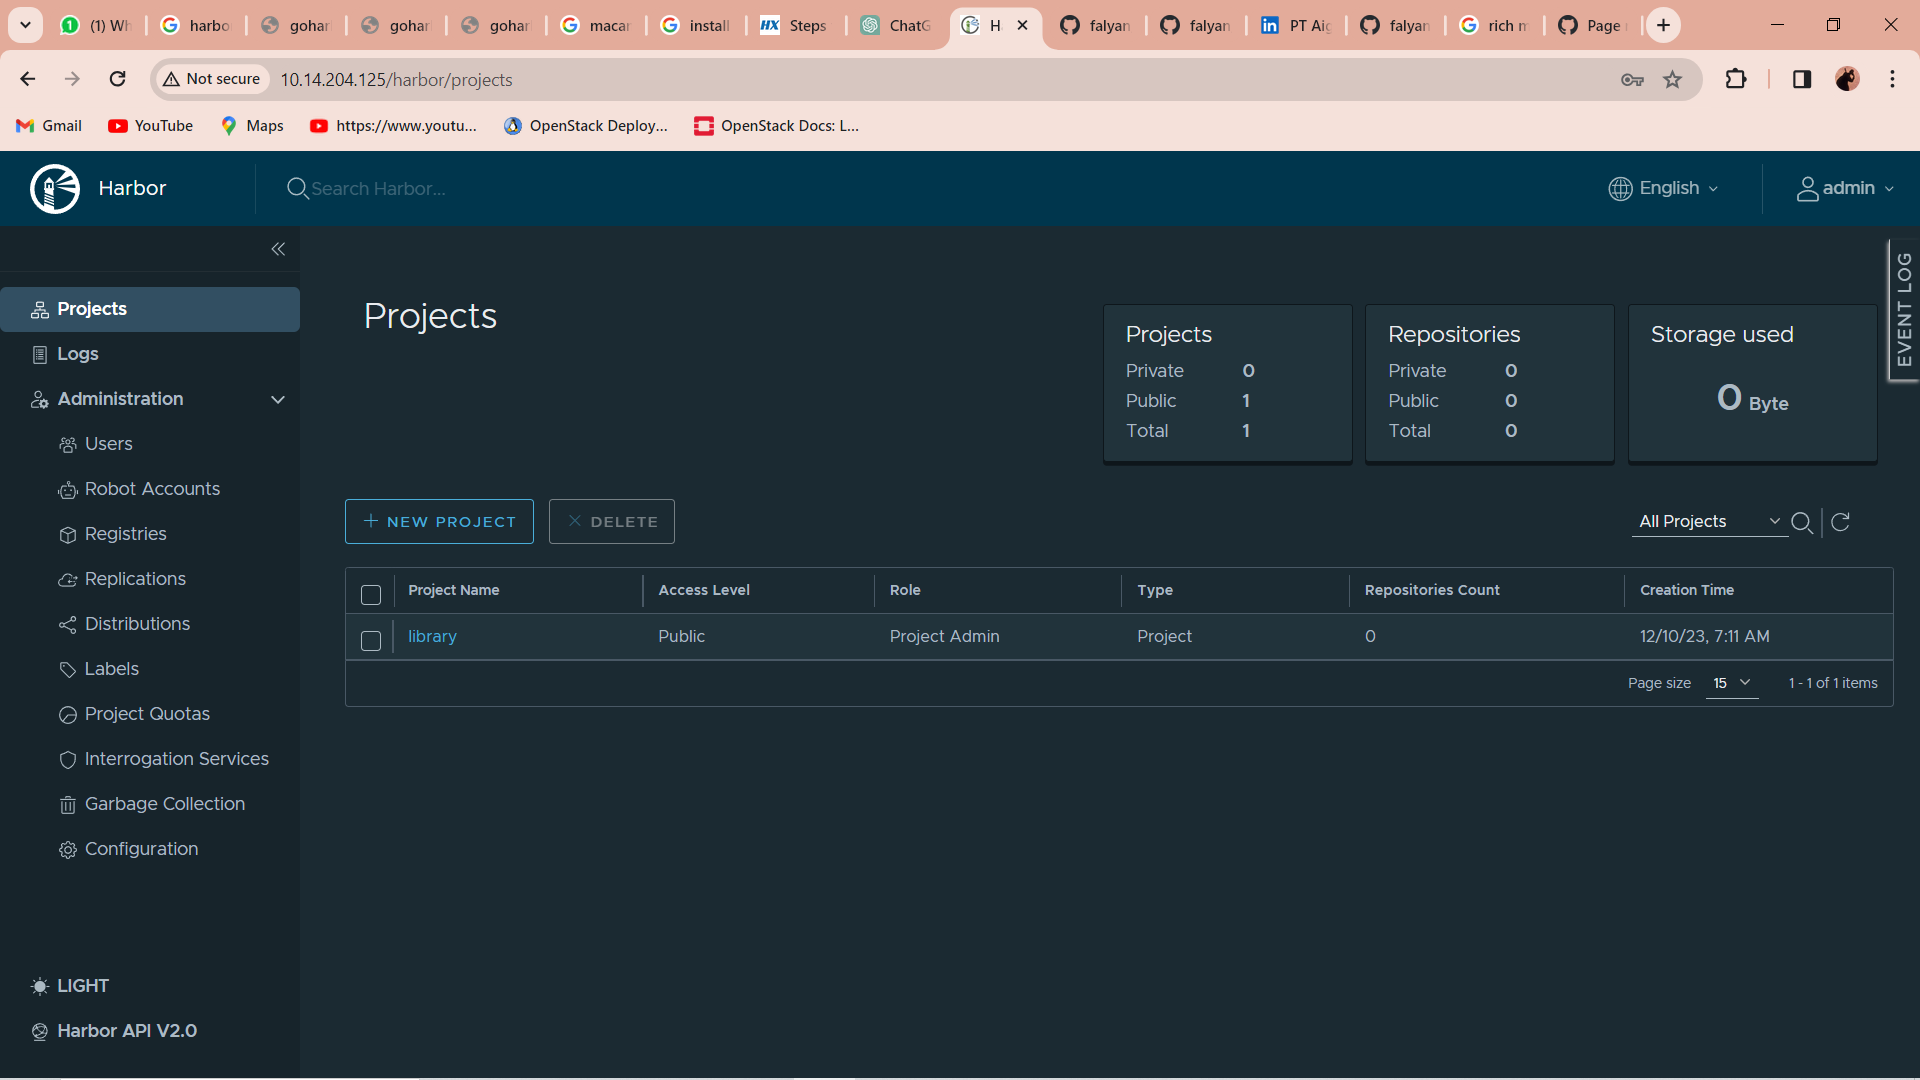 (1) Wh
harbo
gohar
gohar
gohar
macar
install
Steps
ChatG
H
falyan
falyan
PT Aig
falyan
rich m
Page
Not secure
10.14.204.125/harbor/projects
Gmail
YouTube
Maps
https://www.youtu...
OpenStack Deploy...
OpenStack Docs: L...
Harbor
Search Harbor...
English
admin
EVENT LOG
Projects
Logs
Administration
Users
Robot Accounts
Registries
Replications
Distributions
Labels
Project Quotas
Interrogation Services
Garbage Collection
Configuration
LIGHT
Harbor API V2.0
Projects
Projects
Private 0
Public 1
Total 1
Repositories
Private 0
Public 0
Total 0
Storage used
0 Byte
NEW PROJECT
DELETE
All Projects
Project Name Access Level Role Type Repositories Count Creation Time
library Public Project Admin Project 0 12/10/23, 7:11 AM
Page size 15 1 - 1 of 1 items